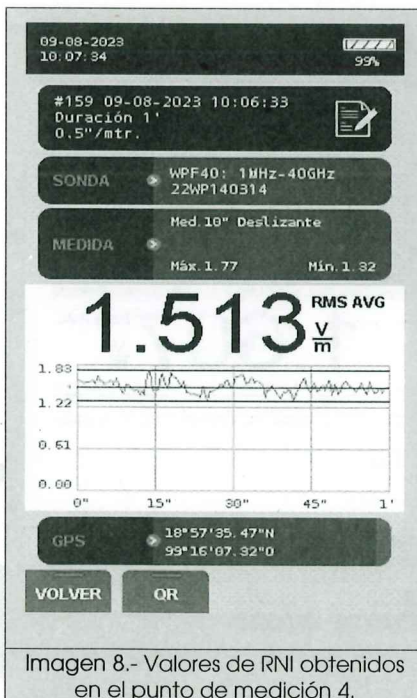 09-08-2023
10:07:34
99%
#159 09-08-2023 10:06:33
Duración 1'
0.5"/mtr.
SONDA
WPF40: 1MHz-40GHz
22WP140314
MEDIDA
Med.10" Deslizante
Máx.1.77 Mín.1.32
1.513 RMS AVG
V/m
1.83
1.22
0.61
0.00
0" 15" 30" 45" 1'
GPS
18°57'35.47"N
99°16'07.32"O
VOLVER QR
Imagen 8.- Valores de RNI obtenidos
en el punto de medición 4.